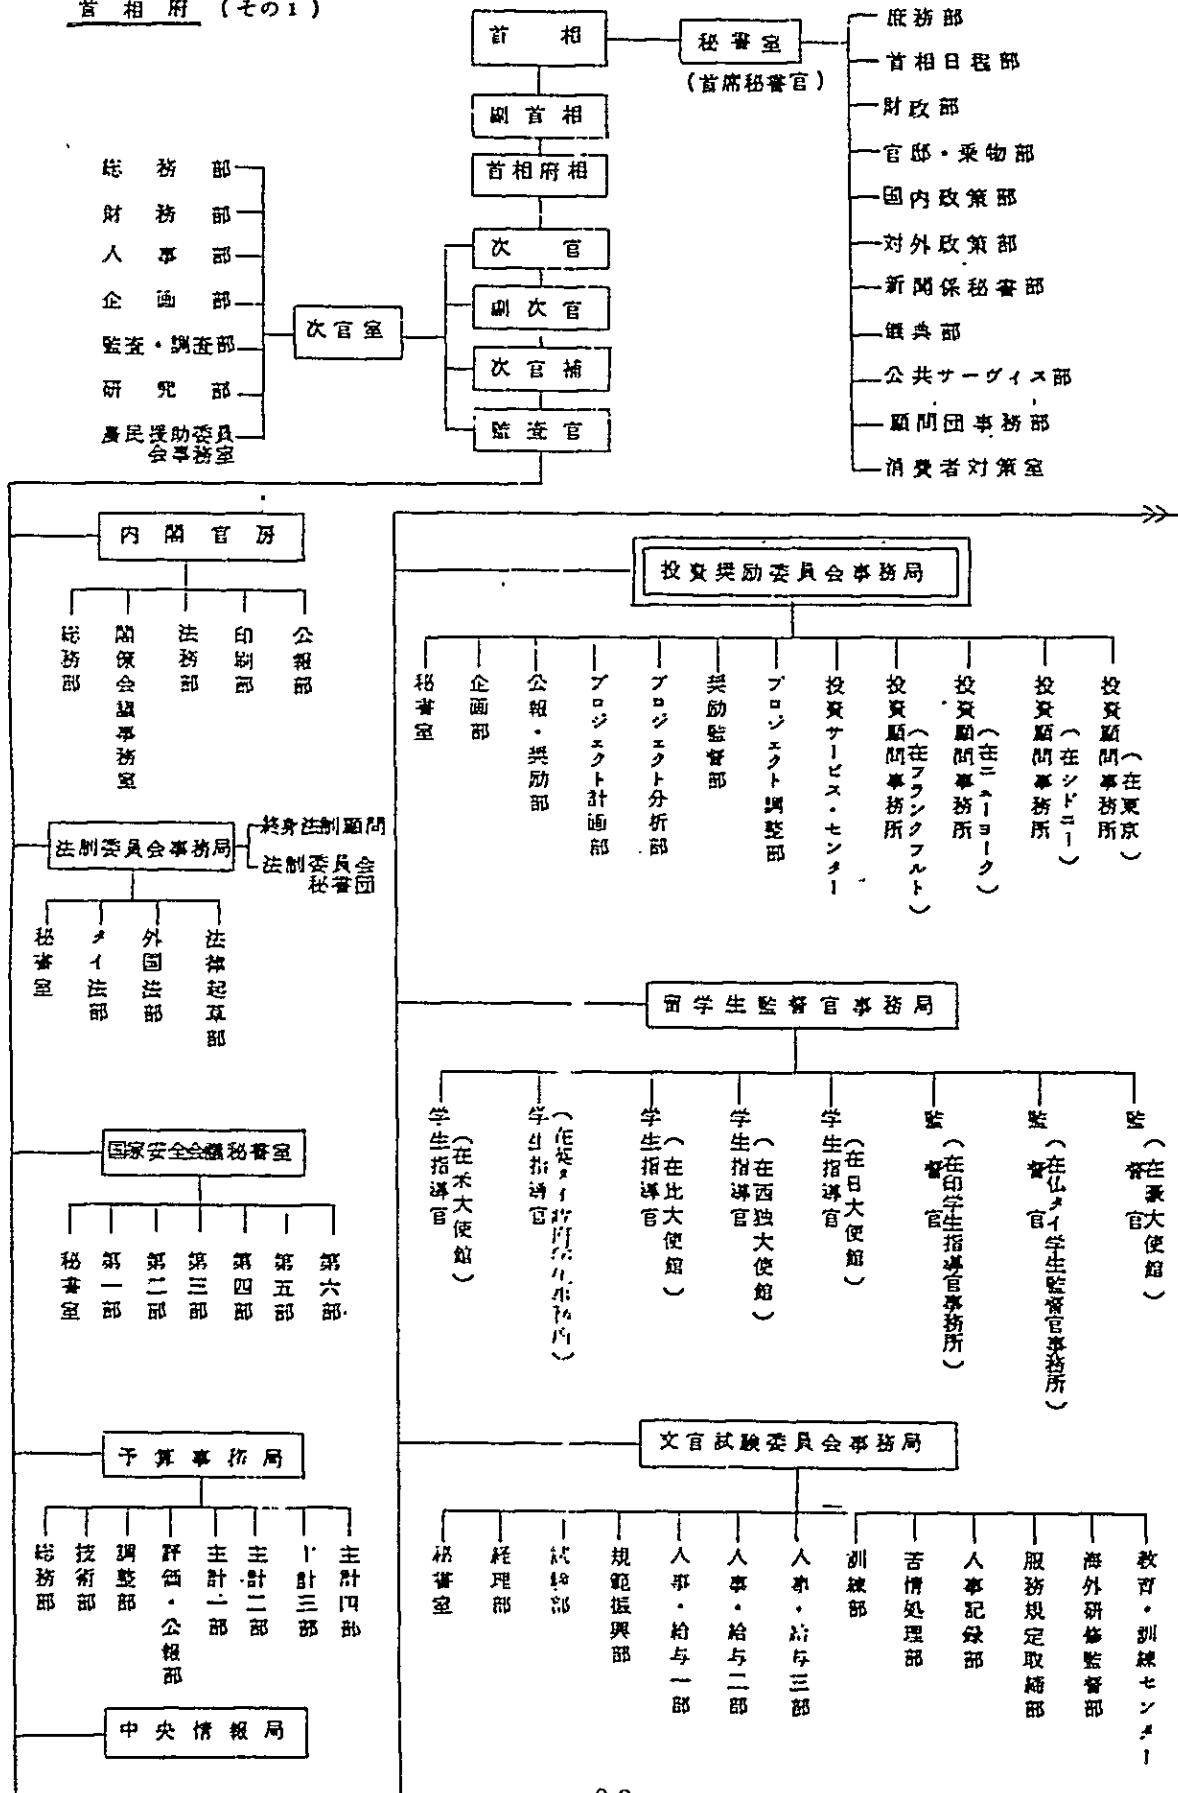 首相府（その1）
首相
秘書室
（首席秘書官）
庶務部
首相日程部
財政部
官邸・乗物部
国内政策部
対外政策部
新聞係秘書部
儀典部
公共サーヴィス部
顧問団事務部
消費者対策室
副首相
首相府相
次官
副次官
次官補
監査官
次官室
総務部
財務部
人事部
企画部
監査・調査部
研究部
農民援助委員
会事務室
内閣官房
総務部
閣僚会議事務室
法務部
印刷部
公報部
法制委員会事務局
終身法制顧問
法制委員会
秘書団
秘書室
タイ法部
外国法部
法律起草部
国家安全会議秘書室
秘書室
第一部
第二部
第三部
第四部
第五部
第六部
予算事務局
総務部
技術部
調整部
評価・公報部
主計一部
主計二部
計三部
主計四部
中央情報局
投資奨励委員会事務局
秘書室
企画部
公報・奨励部
プロジェクト計画部
プロジェクト分析部
奨励監督部
プロジェクト調整部
投資サービス・センター
投資顧問事務所
（在フランクフルト）
投資顧問事務所
（在ニューヨーク）
投資顧問事務所
（在シドニー）
投資顧問事務所
（在東京）
留学生監督官事務局
学生指導官
（在米大使館）
学生指導官
学生指導官
（在比大使館）
学生指導官
（在西独大使館）
学生指導官
（在日大使館）
監督官
（在印学生指導官事務所）
監督官
（在仏タイ学生監督官事務所）
監督官
（在豪大使館）
文官試験委員会事務局
秘書室
経理部
試験部
規範振興部
人事・給与一部
人事・給与二部
人事・給与三部
訓練部
苦情処理部
人事記録部
服務規定取締部
海外研修監督部
教育・訓練センター